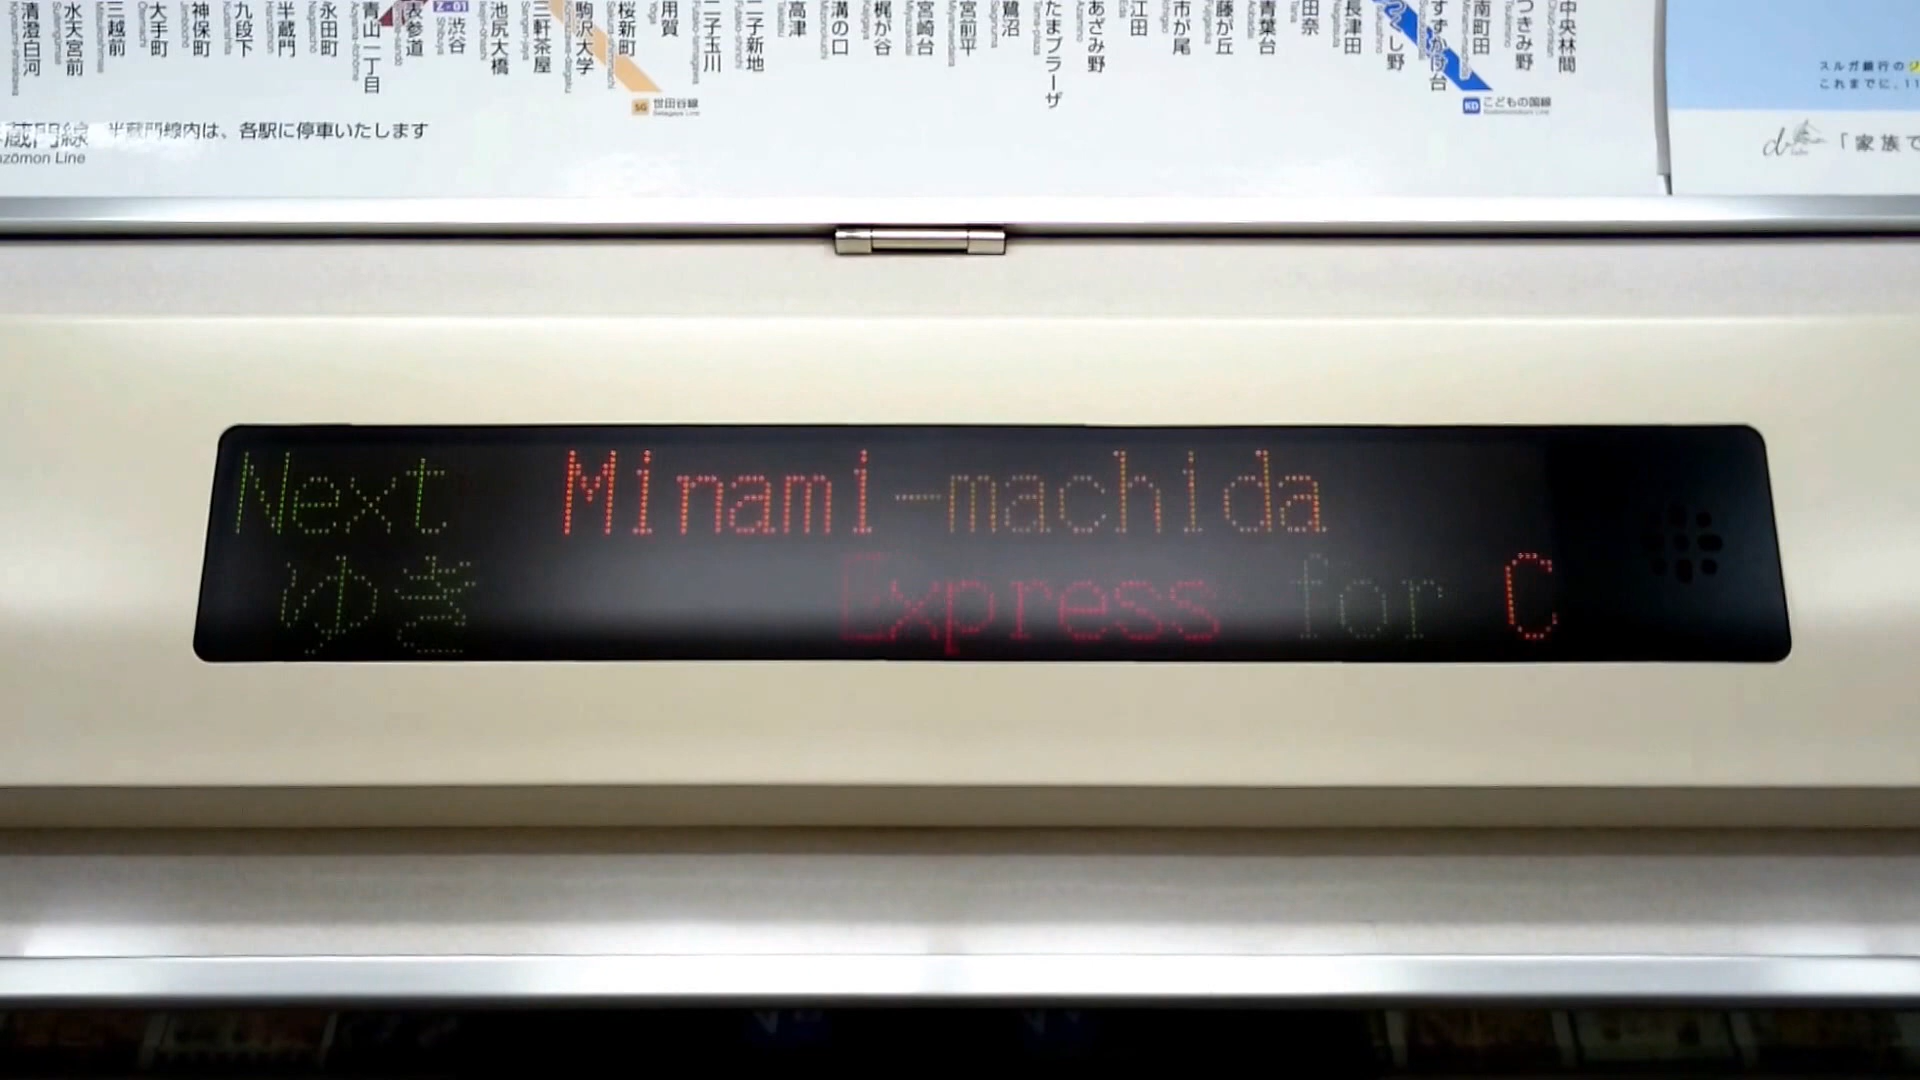 清澄白河
水天宮前
三越前
大手町
神保町
九段下
半蔵門
永田町
青山一丁目
表参道
Z-01
渋谷
池尻大橋
三軒茶屋
駒沢大学
桜新町
用賀
二子玉川
二子新地
高津
溝の口
梶が谷
宮崎台
宮前平
鷺沼
たまプラーザ
あざみ野
江田
市が尾
藤が丘
青葉台
田奈
長津田
つくし野
すずかけ台
南町田
つきみ野
中央林間
SG 世田谷線
KD こどもの国線
蔵門線 半蔵門線内は、各駅に停車いたします
zōmon Line
スルガ銀行の
これまでに、11
「家族で
Next Minami-machida
ゆき Express for C